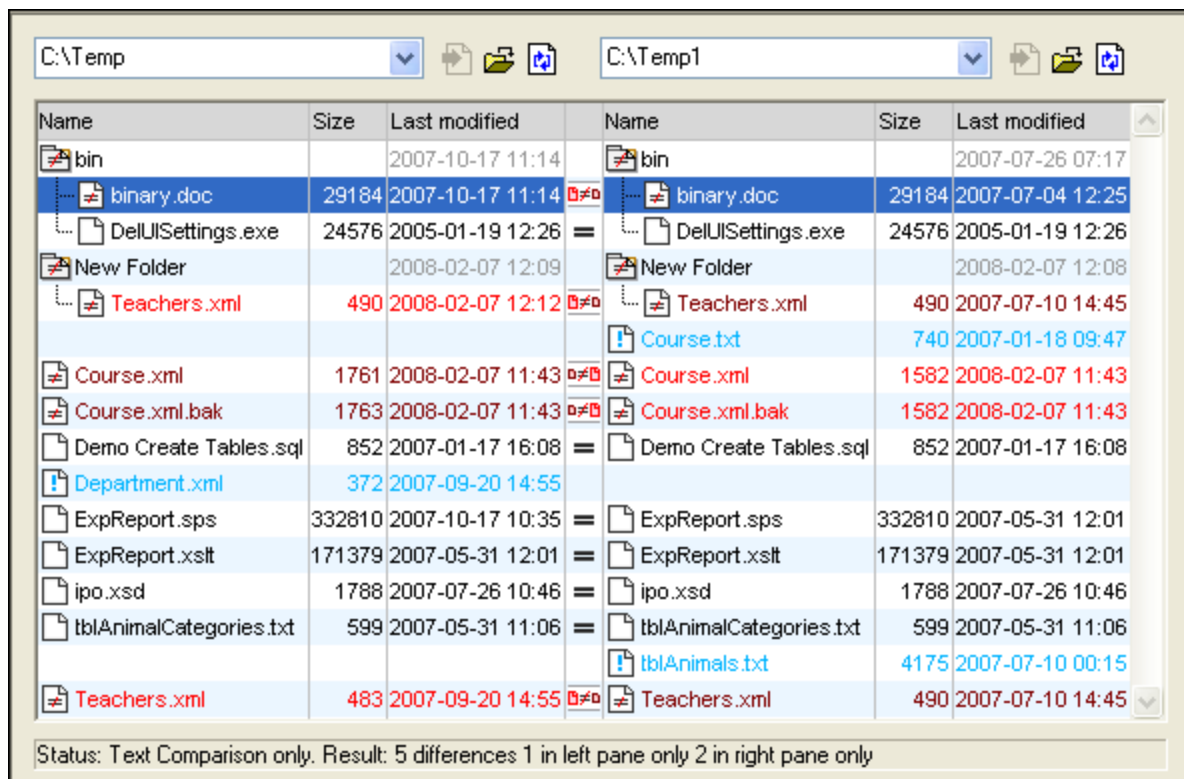 C:\Temp C:\Temp1
Name Size Last modified Name Size Last modified
bin 2007-10-17 11:14 bin 2007-07-26 07:17
binary.doc 29184 2007-10-17 11:14 ≠ binary.doc 29184 2007-07-04 12:25
DelUISettings.exe 24576 2005-01-19 12:26 = DelUISettings.exe 24576 2005-01-19 12:26
New Folder 2008-02-07 12:09 New Folder 2008-02-07 12:08
Teachers.xml 490 2008-02-07 12:12 ≠ Teachers.xml 490 2007-07-10 14:45
Course.txt 740 2007-01-18 09:47
Course.xml 1761 2008-02-07 11:43 ≠ Course.xml 1582 2008-02-07 11:43
Course.xml.bak 1763 2008-02-07 11:43 ≠ Course.xml.bak 1582 2008-02-07 11:43
Demo Create Tables.sql 852 2007-01-17 16:08 = Demo Create Tables.sql 852 2007-01-17 16:08
Department.xml 372 2007-09-20 14:55
ExpReport.sps 332810 2007-10-17 10:35 = ExpReport.sps 332810 2007-05-31 12:01
ExpReport.xslt 171379 2007-05-31 12:01 = ExpReport.xslt 171379 2007-05-31 12:01
ipo.xsd 1788 2007-07-26 10:46 = ipo.xsd 1788 2007-07-26 10:46
tblAnimalCategories.txt 599 2007-05-31 11:06 = tblAnimalCategories.txt 599 2007-05-31 11:06
tblAnimals.txt 4175 2007-07-10 00:15
Teachers.xml 483 2007-09-20 14:55 ≠ Teachers.xml 490 2007-07-10 14:45
Status: Text Comparison only. Result: 5 differences 1 in left pane only 2 in right pane only